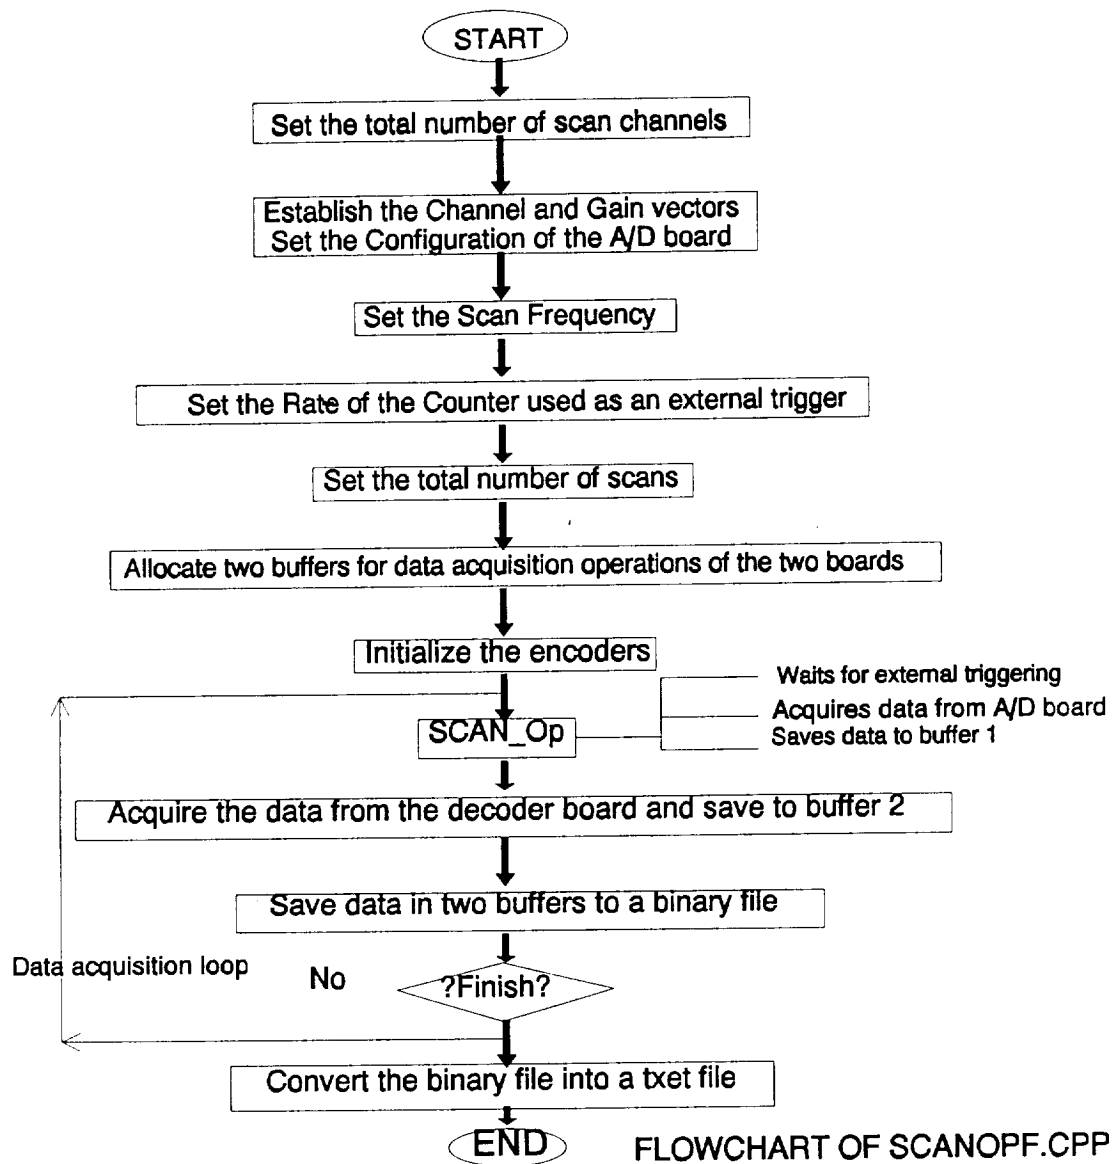 START
Set the total number of scan channels
Establish the Channel and Gain vectors
Set the Configuration of the A/D board
Set the Scan Frequency
Set the Rate of the Counter used as an external trigger
Set the total number of scans
Allocate two buffers for data acquisition operations of the two boards
Initialize the encoders
Waits for external triggering
SCAN_Op
Acquires data from A/D board
Saves data to buffer 1
Acquire the data from the decoder board and save to buffer 2
Save data in two buffers to a binary file
Data acquisition loop
No
?Finish?
Convert the binary file into a txet file
END
FLOWCHART OF SCANOPF.CPP